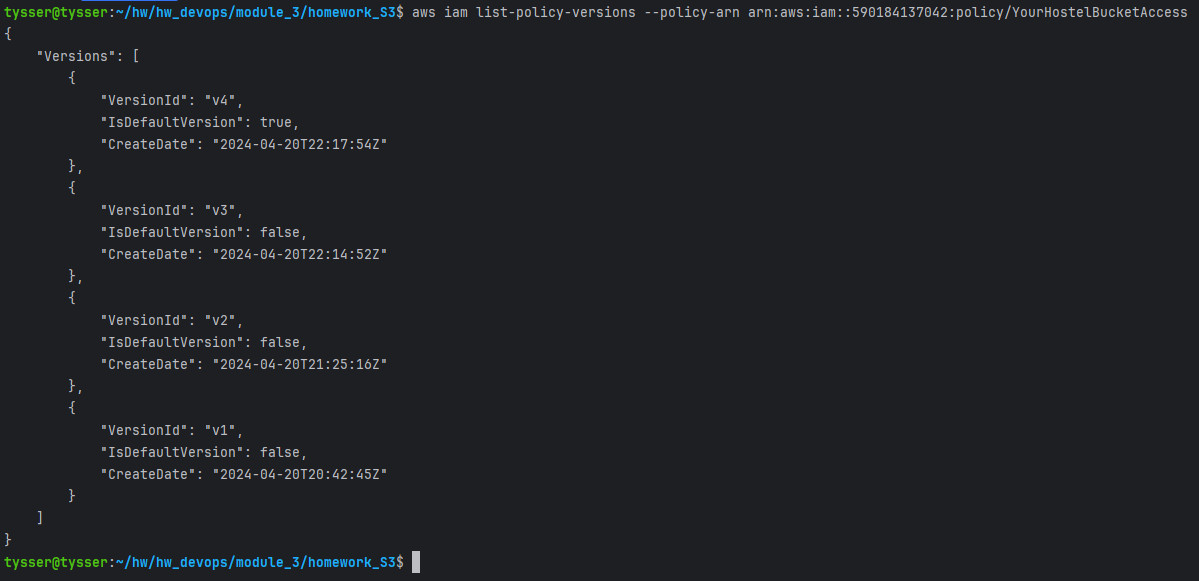 tysser@tysser:~/hw/hw_devops/module_3/homework_S3$ aws iam list-policy-versions --policy-arn arn:aws:iam::590184137042:policy/YourHostelBucketAccess
{
    "Versions": [
        {
            "VersionId": "v4",
            "IsDefaultVersion": true,
            "CreateDate": "2024-04-20T22:17:54Z"
        },
        {
            "VersionId": "v3",
            "IsDefaultVersion": false,
            "CreateDate": "2024-04-20T22:14:52Z"
        },
        {
            "VersionId": "v2",
            "IsDefaultVersion": false,
            "CreateDate": "2024-04-20T21:25:16Z"
        },
        {
            "VersionId": "v1",
            "IsDefaultVersion": false,
            "CreateDate": "2024-04-20T20:42:45Z"
        }
    ]
}
tysser@tysser:~/hw/hw_devops/module_3/homework_S3$